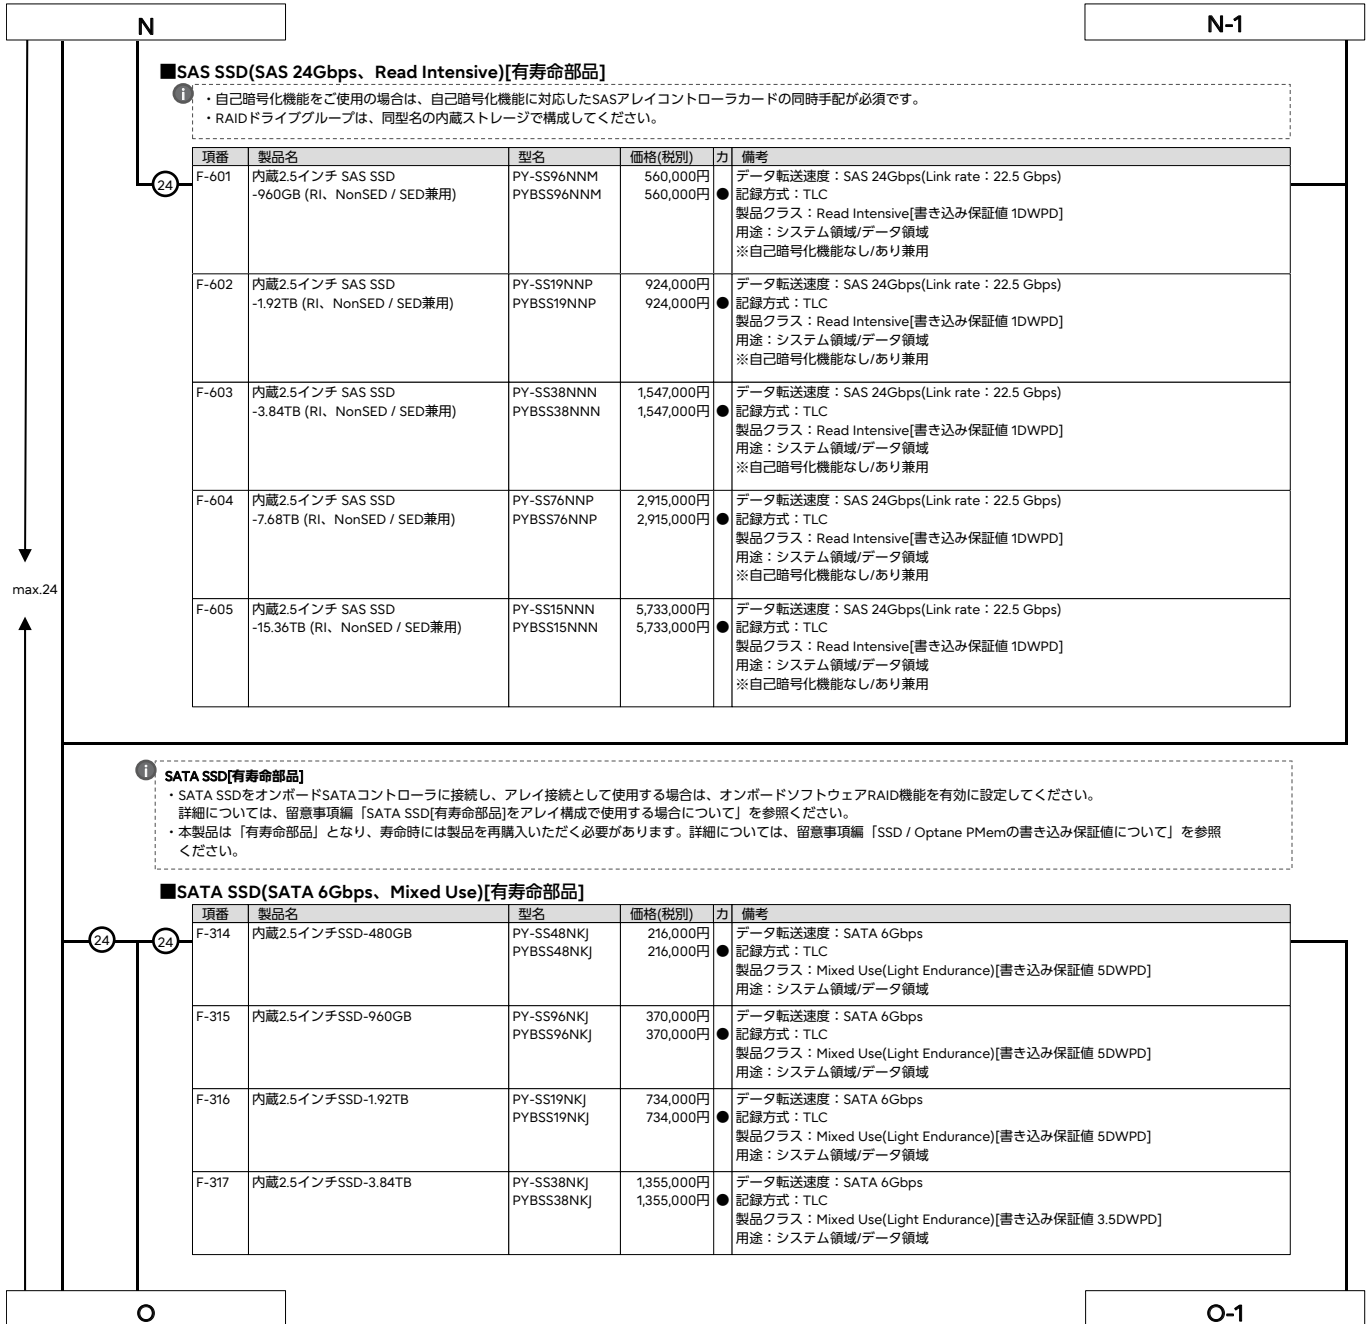 N
N-1
■SAS SSD(SAS 24Gbps、Read Intensive)[有寿命部品]
・自己暗号化機能をご使用の場合は、自己暗号化機能に対応したSASアレイコントローラカードの同時手配が必須です。
・RAIDドライブグループは、同型名の内蔵ストレージで構成してください。
項番 製品名 型名 価格(税別) カ 備考
24
F-601 内蔵2.5インチ SAS SSD PY-SS96NNM 560,000円 データ転送速度：SAS 24Gbps(Link rate：22.5 Gbps)
-960GB (RI、NonSED / SED兼用) PYBSS96NNM 560,000円 ● 記録方式：TLC
製品クラス：Read Intensive[書き込み保証値 1DWPD]
用途：システム領域/データ領域
※自己暗号化機能なし/あり兼用
F-602 内蔵2.5インチ SAS SSD PY-SS19NNP 924,000円 データ転送速度：SAS 24Gbps(Link rate：22.5 Gbps)
-1.92TB (RI、NonSED / SED兼用) PYBSS19NNP 924,000円 ● 記録方式：TLC
製品クラス：Read Intensive[書き込み保証値 1DWPD]
用途：システム領域/データ領域
※自己暗号化機能なし/あり兼用
F-603 内蔵2.5インチ SAS SSD PY-SS38NNN 1,547,000円 データ転送速度：SAS 24Gbps(Link rate：22.5 Gbps)
-3.84TB (RI、NonSED / SED兼用) PYBSS38NNN 1,547,000円 ● 記録方式：TLC
製品クラス：Read Intensive[書き込み保証値 1DWPD]
用途：システム領域/データ領域
※自己暗号化機能なし/あり兼用
F-604 内蔵2.5インチ SAS SSD PY-SS76NNP 2,915,000円 データ転送速度：SAS 24Gbps(Link rate：22.5 Gbps)
-7.68TB (RI、NonSED / SED兼用) PYBSS76NNP 2,915,000円 ● 記録方式：TLC
製品クラス：Read Intensive[書き込み保証値 1DWPD]
用途：システム領域/データ領域
※自己暗号化機能なし/あり兼用
max.24
F-605 内蔵2.5インチ SAS SSD PY-SS15NNN 5,733,000円 データ転送速度：SAS 24Gbps(Link rate：22.5 Gbps)
-15.36TB (RI、NonSED / SED兼用) PYBSS15NNN 5,733,000円 ● 記録方式：TLC
製品クラス：Read Intensive[書き込み保証値 1DWPD]
用途：システム領域/データ領域
※自己暗号化機能なし/あり兼用
SATA SSD[有寿命部品]
・SATA SSDをオンボードSATAコントローラに接続し、アレイ接続として使用する場合は、オンボードソフトウェアRAID機能を有効に設定してください。
詳細については、留意事項編「SATA SSD[有寿命部品]をアレイ構成で使用する場合について」を参照ください。
・本製品は「有寿命部品」となり、寿命時には製品を再購入いただく必要があります。詳細については、留意事項編「SSD / Optane PMemの書き込み保証値について」を参照
ください。
■SATA SSD(SATA 6Gbps、Mixed Use)[有寿命部品]
項番 製品名 型名 価格(税別) カ 備考
24 24
F-314 内蔵2.5インチSSD-480GB PY-SS48NKJ 216,000円 データ転送速度：SATA 6Gbps
PYBSS48NKJ 216,000円 ● 記録方式：TLC
製品クラス：Mixed Use(Light Endurance)[書き込み保証値 5DWPD]
用途：システム領域/データ領域
F-315 内蔵2.5インチSSD-960GB PY-SS96NKJ 370,000円 データ転送速度：SATA 6Gbps
PYBSS96NKJ 370,000円 ● 記録方式：TLC
製品クラス：Mixed Use(Light Endurance)[書き込み保証値 5DWPD]
用途：システム領域/データ領域
F-316 内蔵2.5インチSSD-1.92TB PY-SS19NKJ 734,000円 データ転送速度：SATA 6Gbps
PYBSS19NKJ 734,000円 ● 記録方式：TLC
製品クラス：Mixed Use(Light Endurance)[書き込み保証値 5DWPD]
用途：システム領域/データ領域
F-317 内蔵2.5インチSSD-3.84TB PY-SS38NKJ 1,355,000円 データ転送速度：SATA 6Gbps
PYBSS38NKJ 1,355,000円 ● 記録方式：TLC
製品クラス：Mixed Use(Light Endurance)[書き込み保証値 3.5DWPD]
用途：システム領域/データ領域
O
O-1